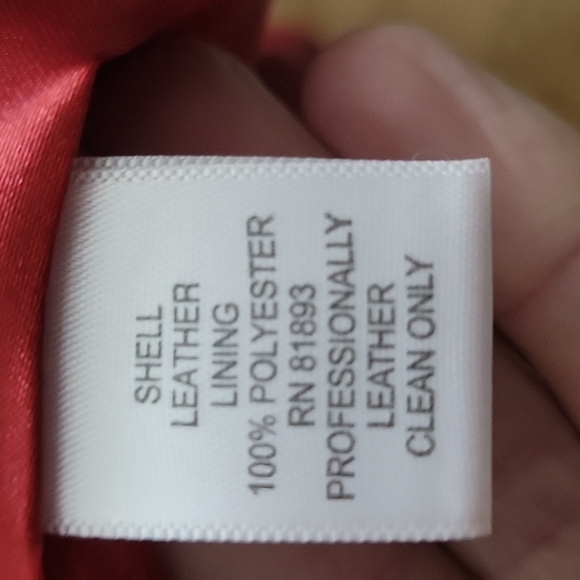 SHELL
LEATHER
LINING
100% POLYESTER
RN 81893
PROFESSIONALLY
LEATHER
CLEAN ONLY